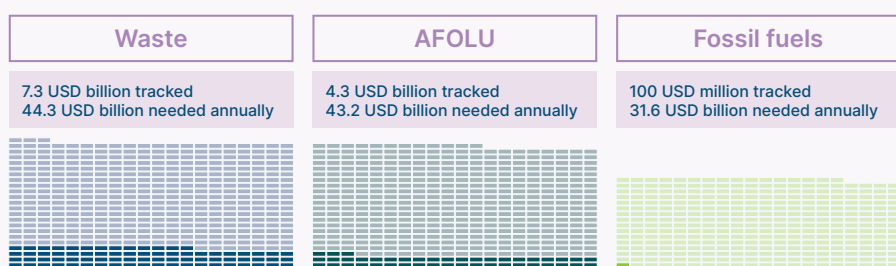 Waste
7.3 USD billion tracked
44.3 USD billion needed annually
AFOLU
4.3 USD billion tracked
43.2 USD billion needed annually
Fossil fuels
100 USD million tracked
31.6 USD billion needed annually